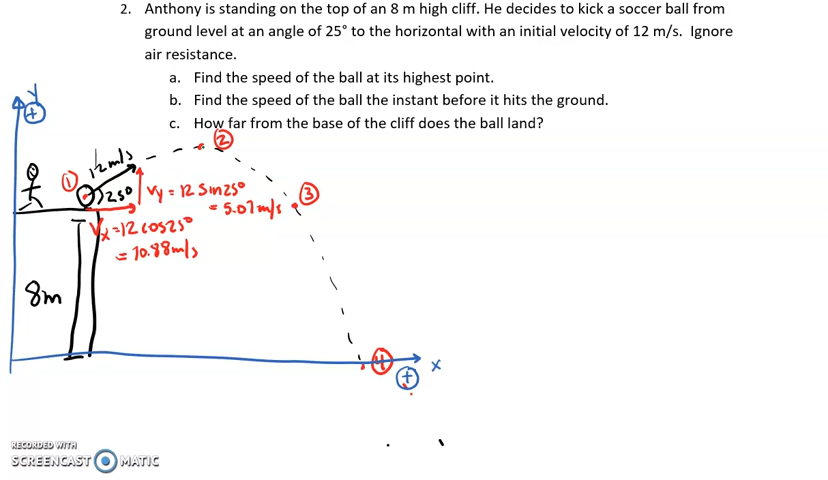 2. Anthony is standing on the top of an 8 m high cliff. He decides to kick a soccer ball from
ground level at an angle of 25° to the horizontal with an initial velocity of 12 m/s. Ignore
air resistance.
a. Find the speed of the ball at its highest point.
b. Find the speed of the ball the instant before it hits the ground.
c. How far from the base of the cliff does the ball land?
y
+
2
12 m/s
1
25°
Vy = 12 sin 25°
= 5.07 m/s
3
Vx = 12 cos 25°
= 10.88 m/s
8m
4
x
+
RECORDED WITH
SCREENCAST O MATIC